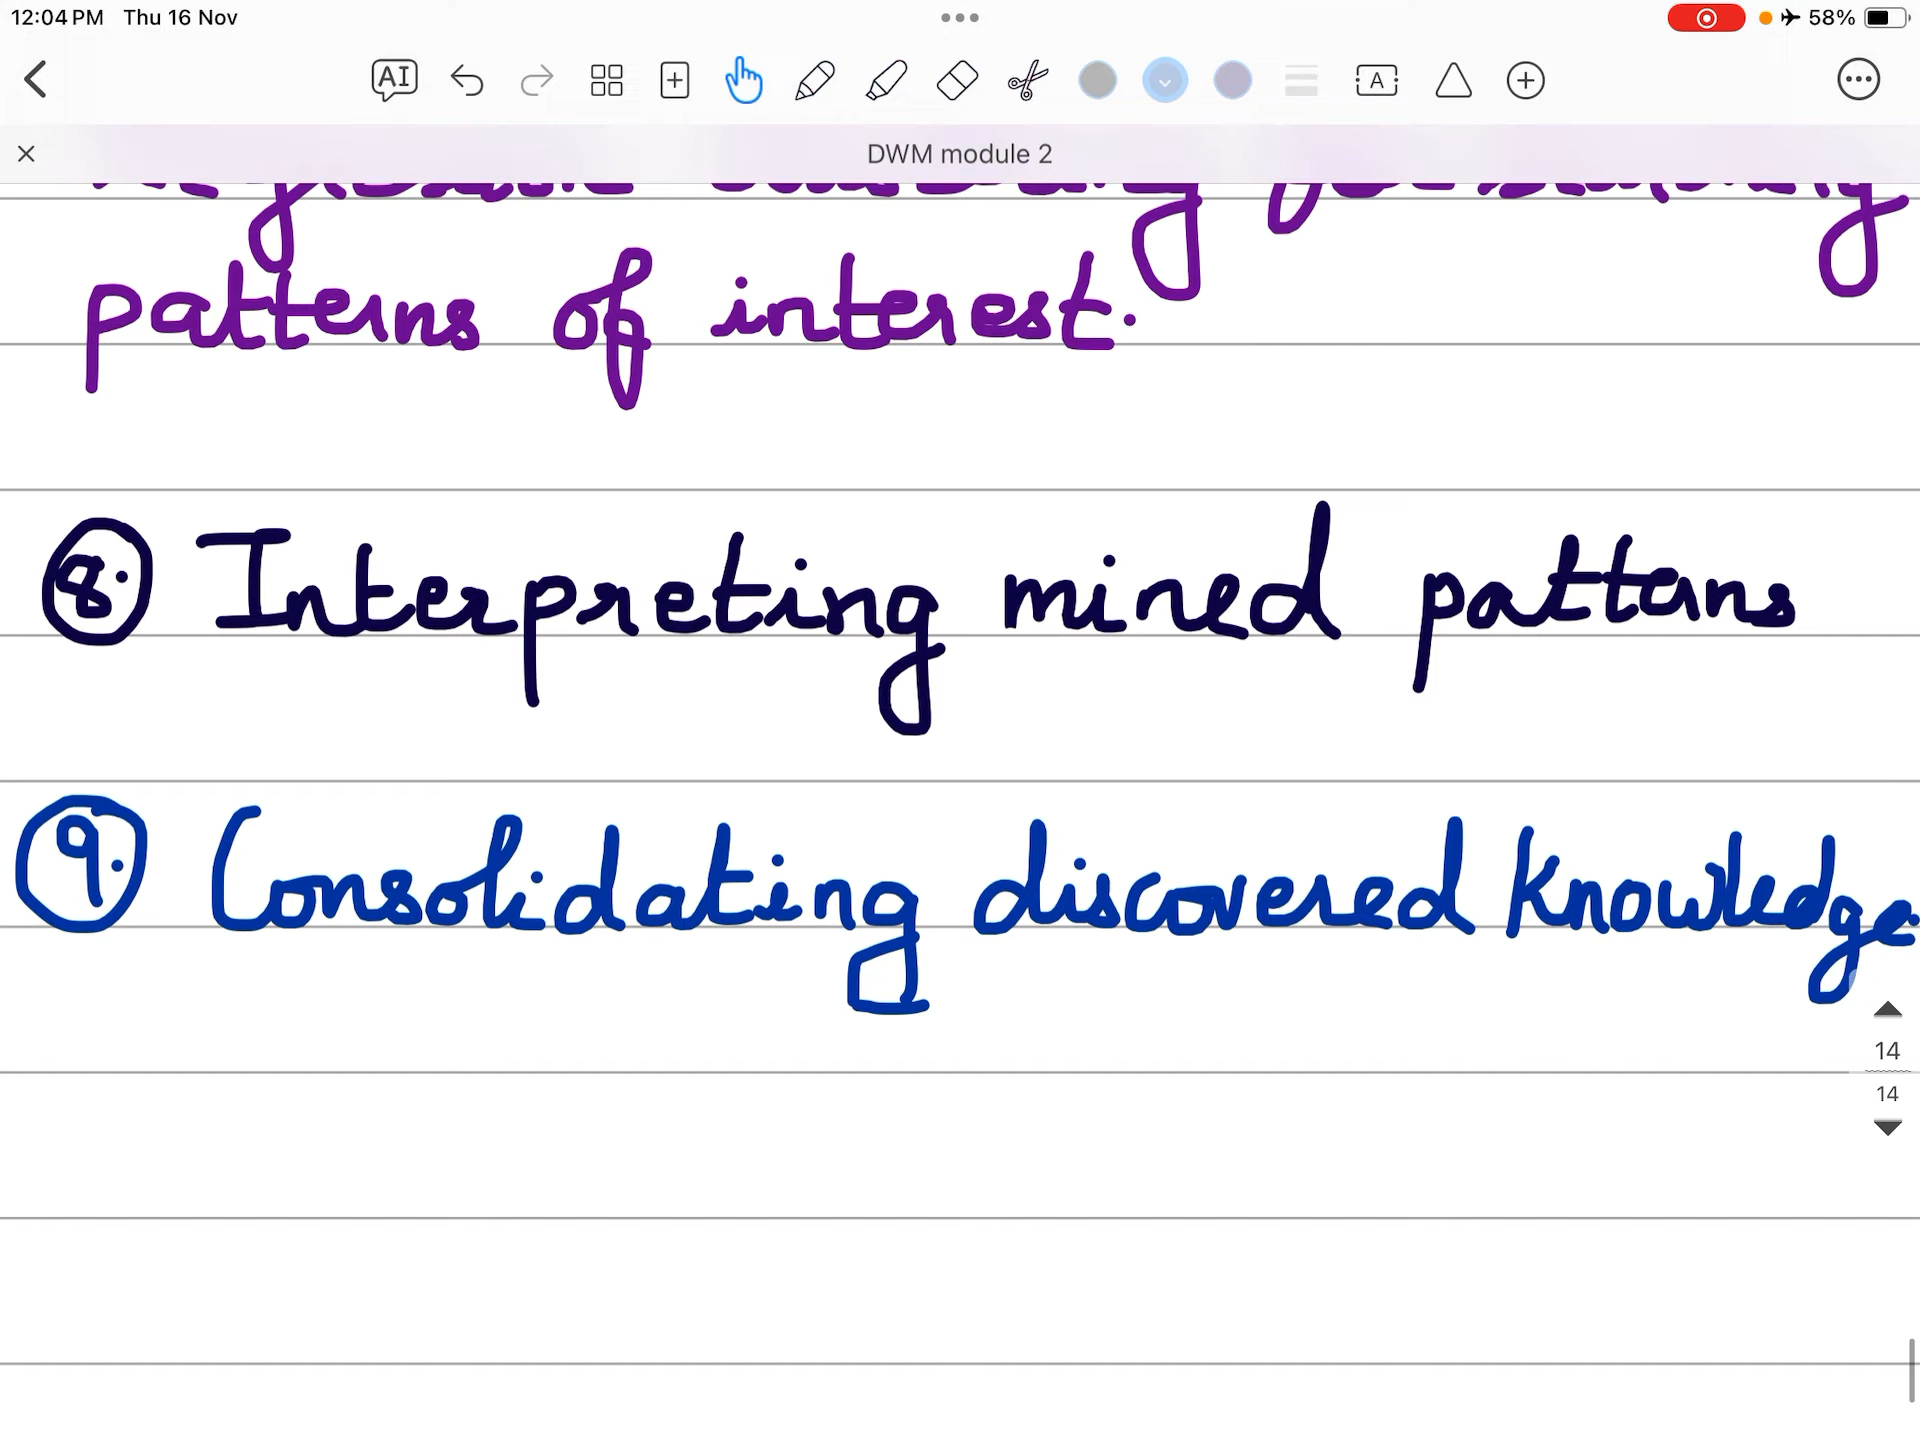 12:04 PM Thu 16 Nov
58%
AI
A
DWM module 2
patterns of interest.
8. Interpreting mined patterns
9. Consolidating discovered knowledge.
14
14